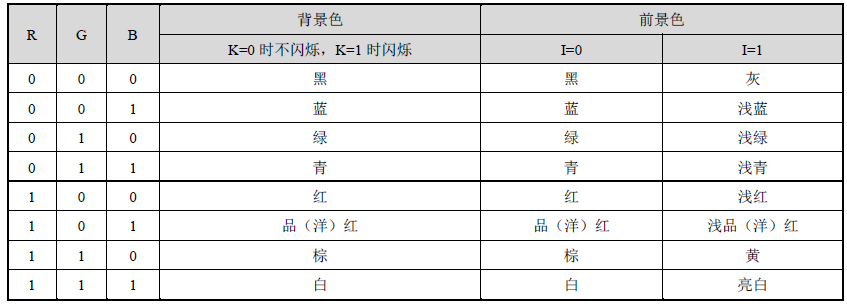 R G B 背景色 前景色
K=0 时不闪烁，K=1 时闪烁 I=0 I=1
0 0 0 黑 黑 灰
0 0 1 蓝 蓝 浅蓝
0 1 0 绿 绿 浅绿
0 1 1 青 青 浅青
1 0 0 红 红 浅红
1 0 1 品（洋）红 品（洋）红 浅品（洋）红
1 1 0 棕 棕 黄
1 1 1 白 白 亮白